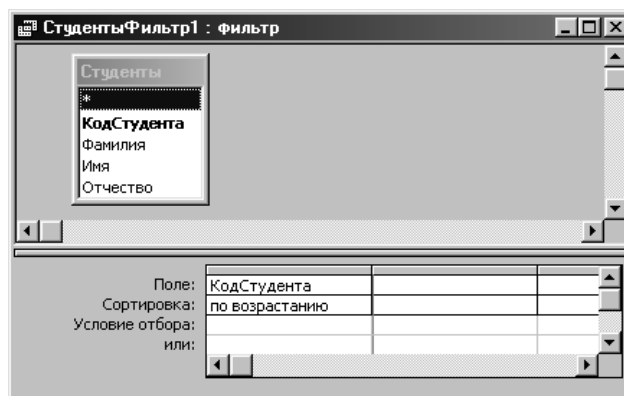 СтудентыФильтр1 : фильтр
Студенты
*
КодСтудента
Фамилия
Имя
Отчество
Поле: КодСтудента
Сортировка: по возрастанию
Условие отбора:
или: